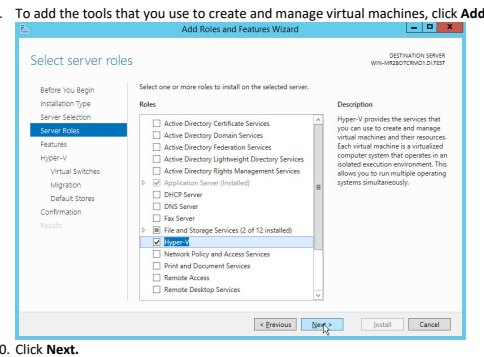 . To add the tools that you use to create and manage virtual machines, click Add
Add Roles and Features Wizard
Select server roles
DESTINATION SERVER
WIN-MR2BD7CRMO1.DI.TEST
Before You Begin
Installation Type
Server Selection
Server Roles
Features
Hyper-V
Virtual Switches
Migration
Default Stores
Confirmation
Results
Select one or more roles to install on the selected server.
Roles
Active Directory Certificate Services
Active Directory Domain Services
Active Directory Federation Services
Active Directory Lightweight Directory Services
Active Directory Rights Management Services
Application Server (Installed)
DHCP Server
DNS Server
Fax Server
File and Storage Services (2 of 12 installed)
Hyper-V
Network Policy and Access Services
Print and Document Services
Remote Access
Remote Desktop Services
Description
Hyper-V provides the services that
you can use to create and manage
virtual machines and their resources.
Each virtual machine is a virtualized
computer system that operates in an
isolated execution environment. This
allows you to run multiple operating
systems simultaneously.
< Previous
Next >
Install
Cancel
0. Click Next.